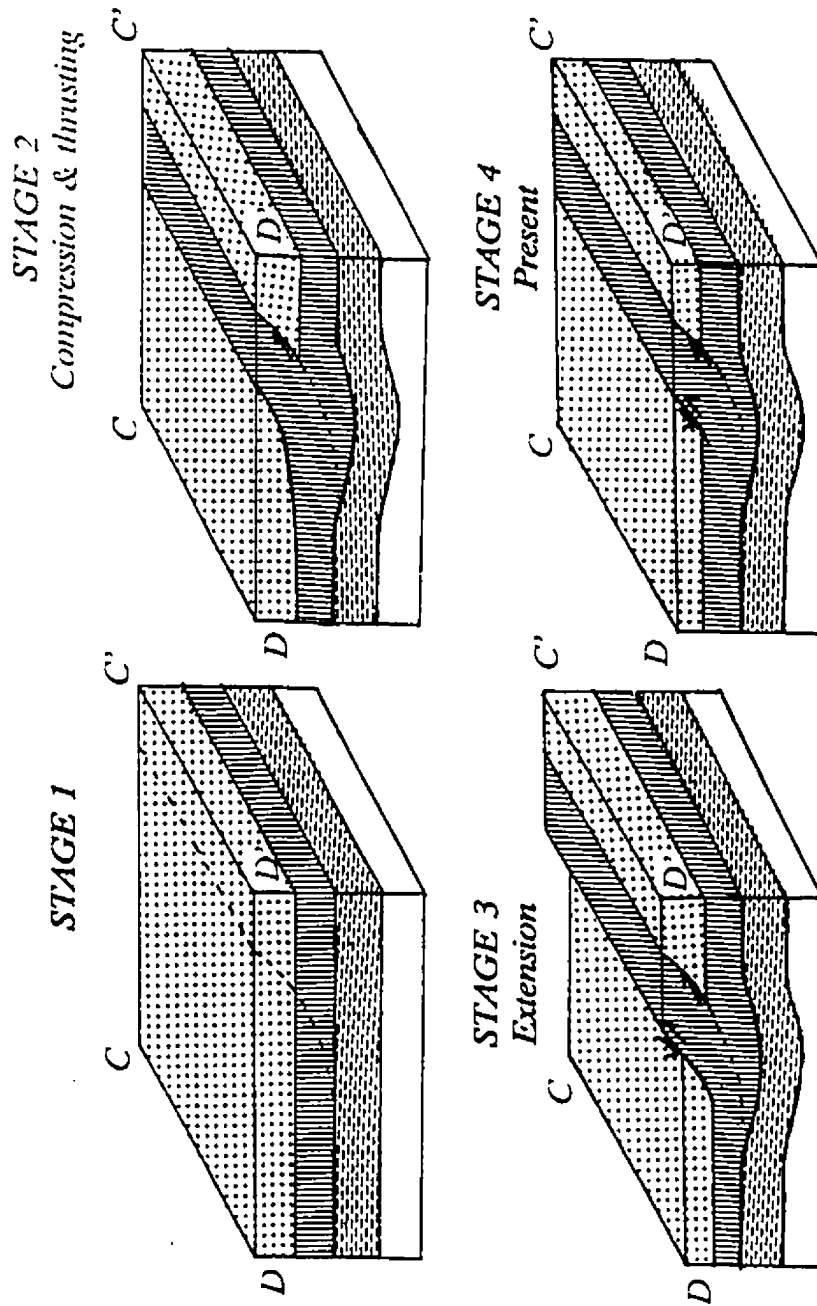 STAGE 1
C
C'
D
D'
STAGE 2
Compression & thrusting
C
C'
D
D
STAGE 3
Extension
C
C'
D
D
STAGE 4
Present
C
C'
D
D'